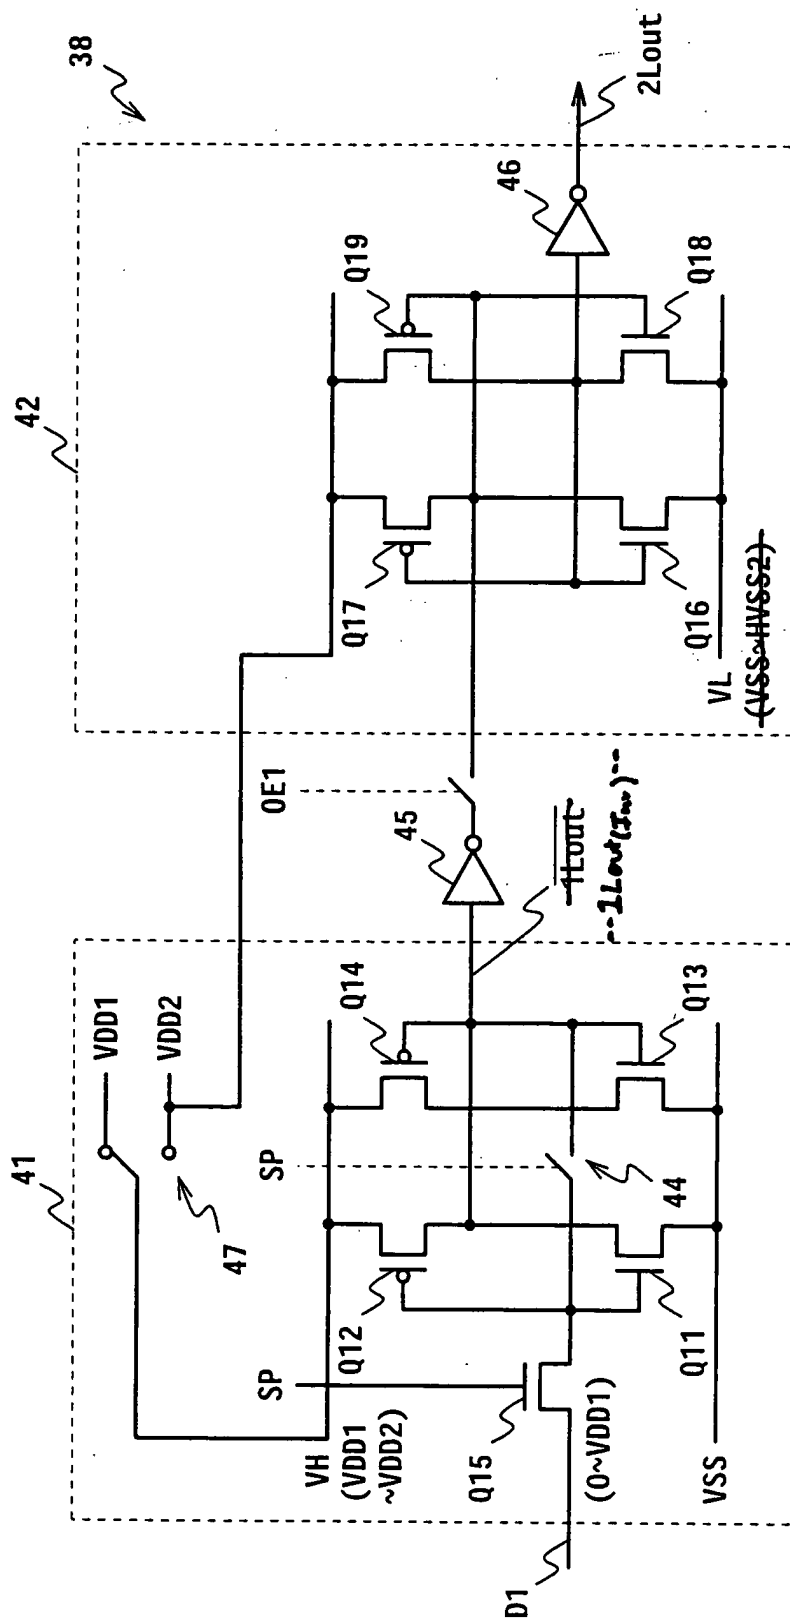 38
41
VDD1
VDD2
47
VH
(VDD1
~VDD2)
SP
SP
Q12
Q14
Q15
(0~VDD1)
Q11
44
Q13
VSS
D1
45
OE1
1Lout
--1Lout(Inv)--
42
Q17
Q19
Q16
Q18
VL
(VSS~HVSS2)
46
2Lout